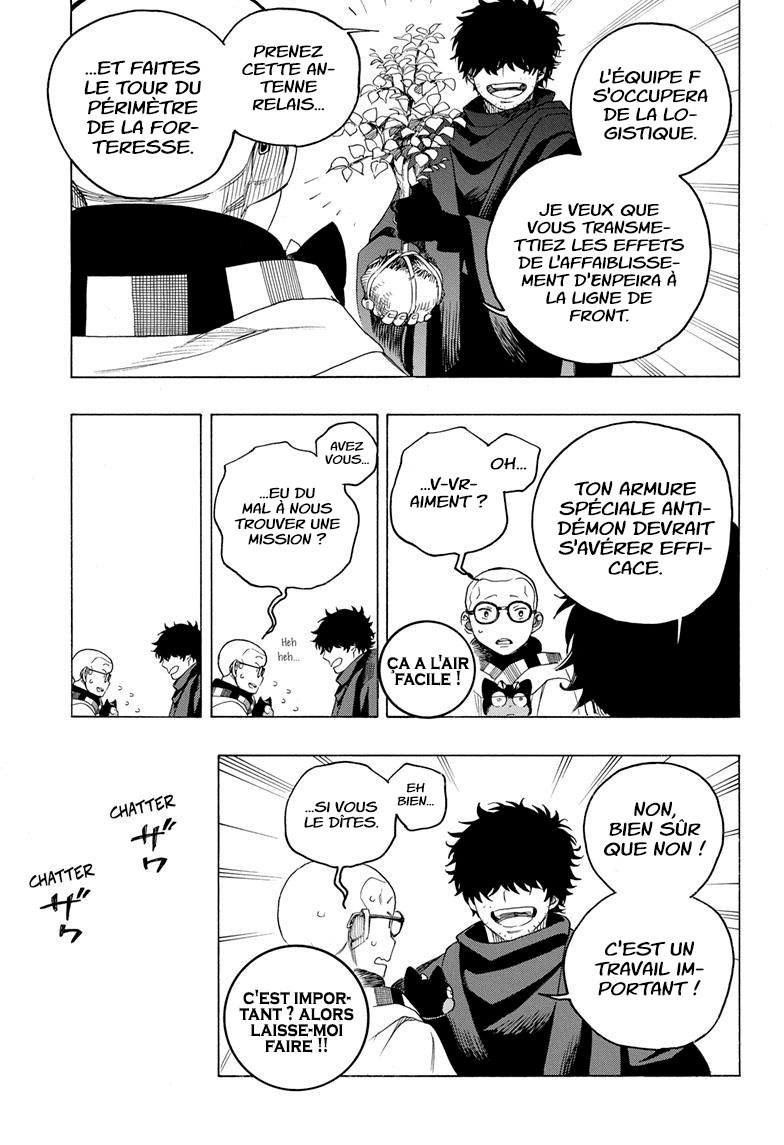 L'ÉQUIPE F
S'OCCUPERA
DE LA LO-
GISTIQUE.
JE VEUX QUE
VOUS TRANSME-
TTIEZ LES EFFETS
DE L'AFFAIBLISSE-
MENT D'ENPEIRA À
LA LIGNE DE
FRONT.
PRENEZ
CETTE AN-
TENNE
RELAIS...
...ET FAITES
LE TOUR DU
PÉRIMÈTRE
DE LA FOR-
TERESSE.
TON ARMURE
SPÉCIALE ANTI-
DÉMON DEVRAIT
S'AVÉRER EFFI-
CACE.
OH...
...V-VR-
AIMENT ?
ÇA A L'AIR
FACILE !
AVEZ
VOUS...
...EU DU
MAL À NOUS
TROUVER UNE
MISSION ?
Heh
heh...
NON,
BIEN SÛR
QUE NON !
C'EST UN
TRAVAIL IM-
PORTANT !
EH
BIEN...
...SI VOUS
LE DÎTES.
C'EST IMPOR-
TANT ? ALORS
LAISSE-MOI
FAIRE !!
CHATTER
ザワ
CHATTER
ザワ